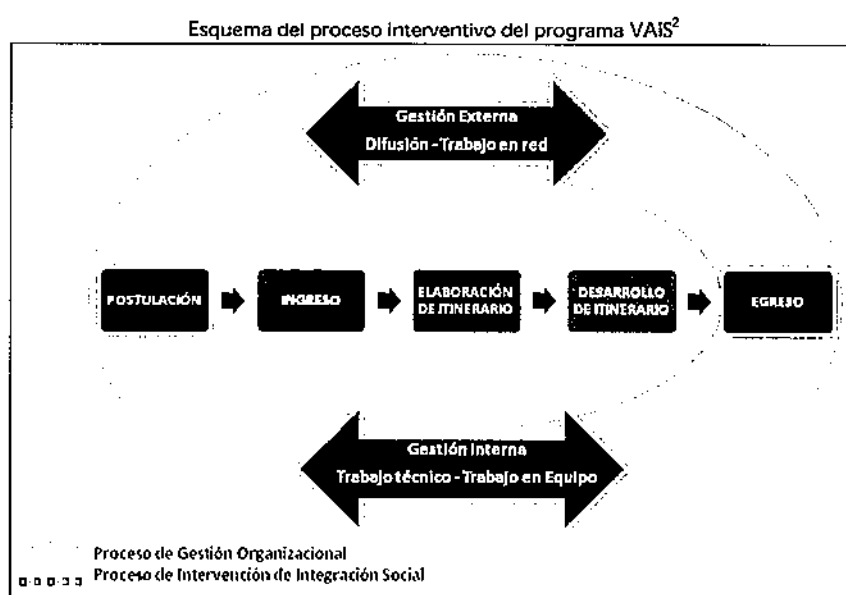 Esquema del proceso interventivo del programa VAIS²
Gestión Externa
Difusión - Trabajo en red
POSTULACIÓN
INGRESO
ELABORACIÓN
DE ITINERARIO
DESARROLLO
DE ITINERARIO
EGRESO
Gestión Interna
Trabajo técnico - Trabajo en Equipo
Proceso de Gestión Organizacional
Proceso de Intervención de Integración Social